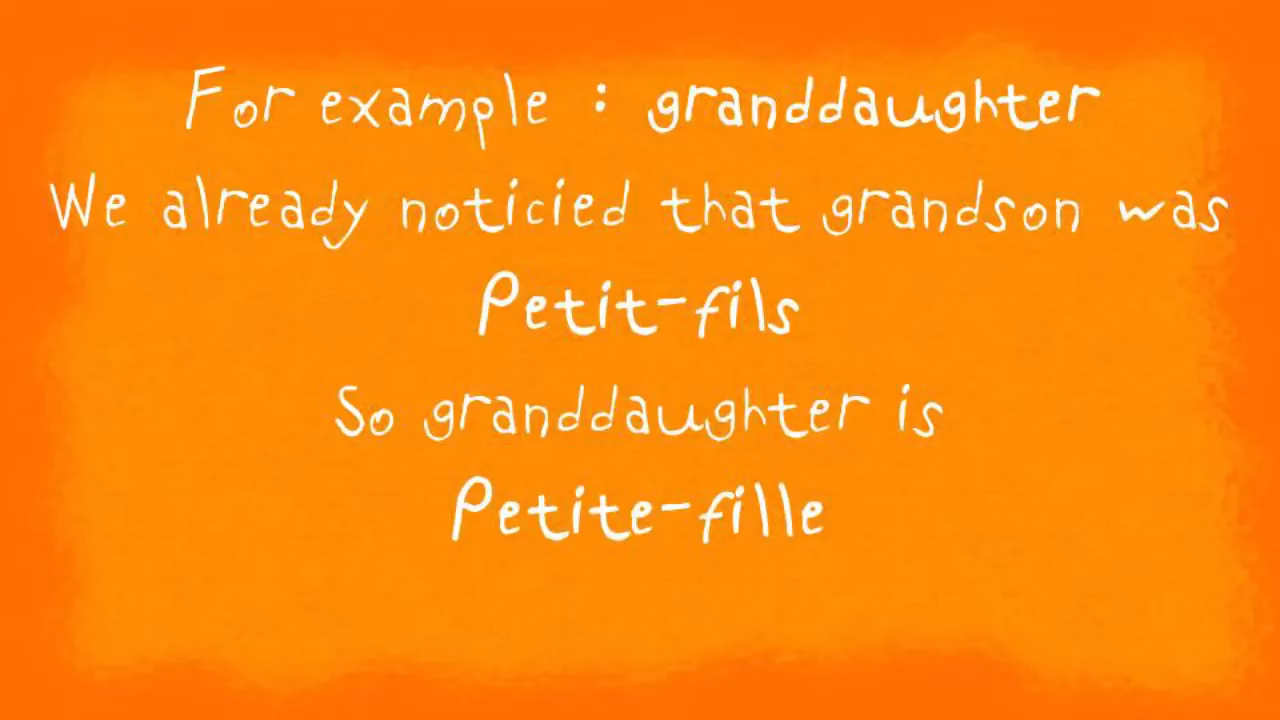 For example : granddaughter
We already noticied that grandson was
Petit-fils
So granddaughter is
Petite-fille